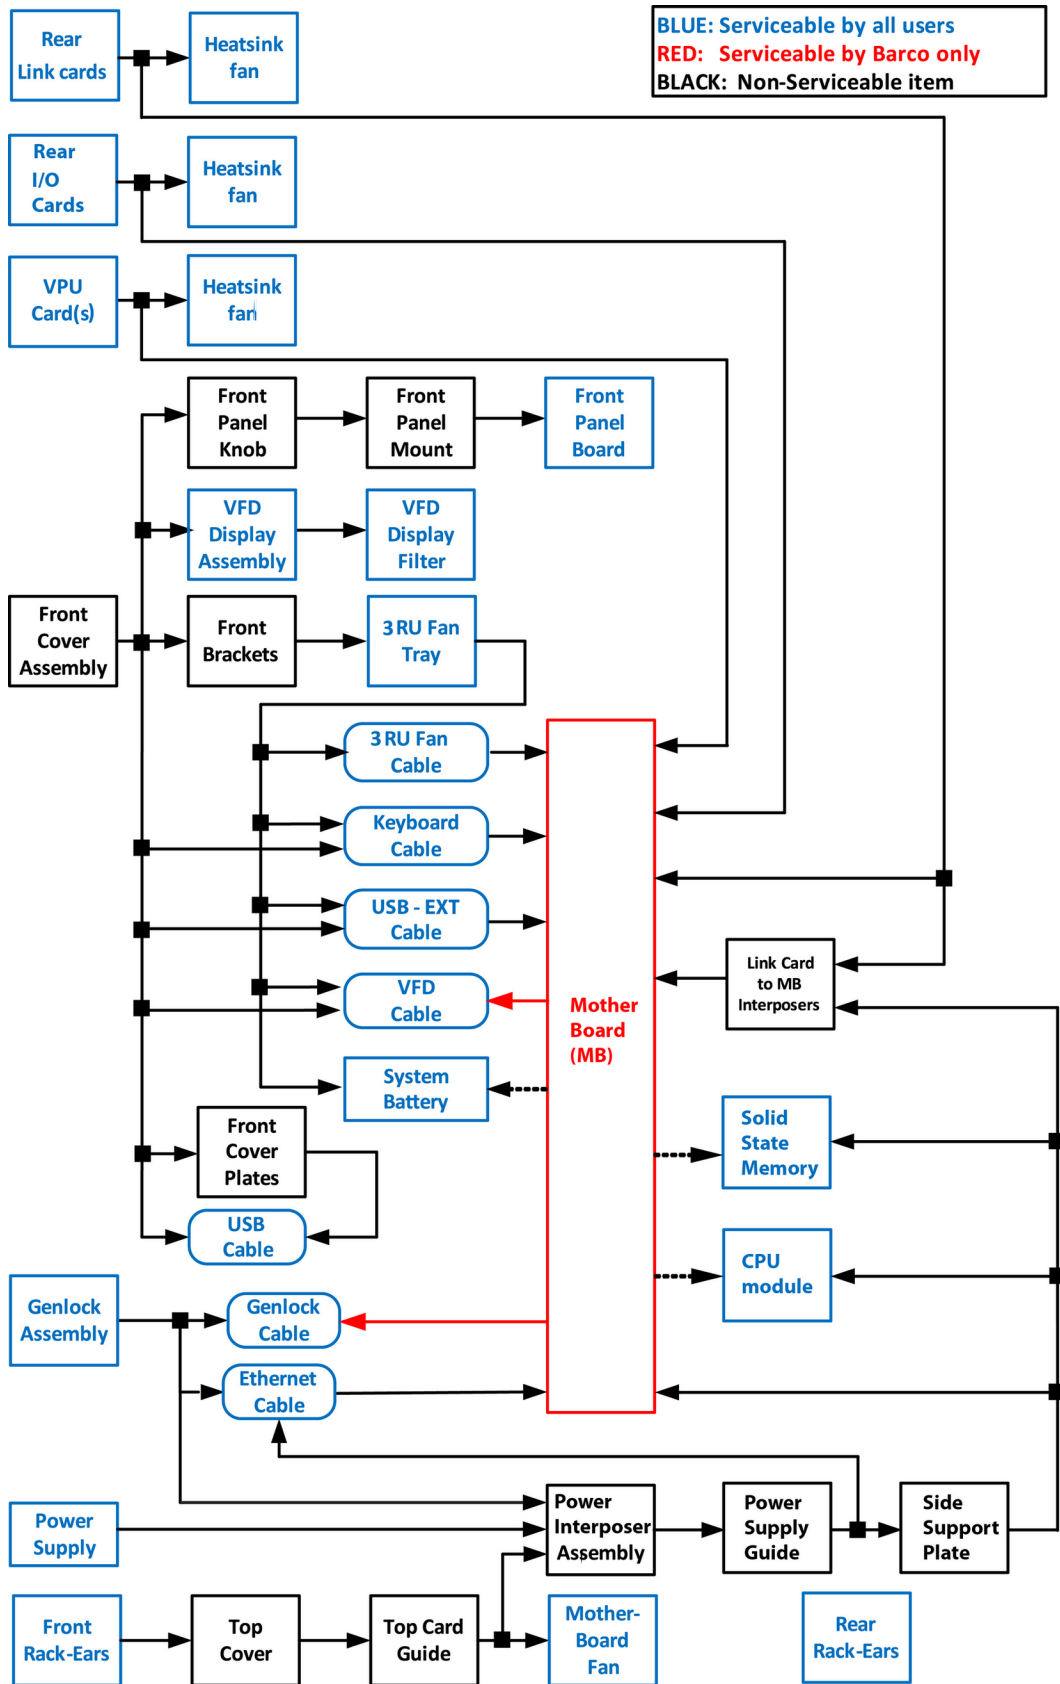 BLUE: Serviceable by all users
RED: Serviceable by Barco only
BLACK: Non-Serviceable item
Rear
Link cards
Heatsink
fan
Rear
I/O
Cards
Heatsink
fan
VPU
Card(s)
Heatsink
fan
Front
Panel
Knob
Front
Panel
Mount
Front
Panel
Board
VFD
Display
Assembly
VFD
Display
Filter
Front
Cover
Assembly
Front
Brackets
3 RU Fan
Tray
3 RU Fan
Cable
Keyboard
Cable
USB - EXT
Cable
VFD
Cable
System
Battery
Mother
Board
(MB)
Link Card
to MB
Interposers
Solid
State
Memory
CPU
module
Front
Cover
Plates
USB
Cable
Genlock
Assembly
Genlock
Cable
Ethernet
Cable
Power
Supply
Power
Interposer
Assembly
Power
Supply
Guide
Side
Support
Plate
Front
Rack-Ears
Top
Cover
Top Card
Guide
Mother-
Board
Fan
Rear
Rack-Ears